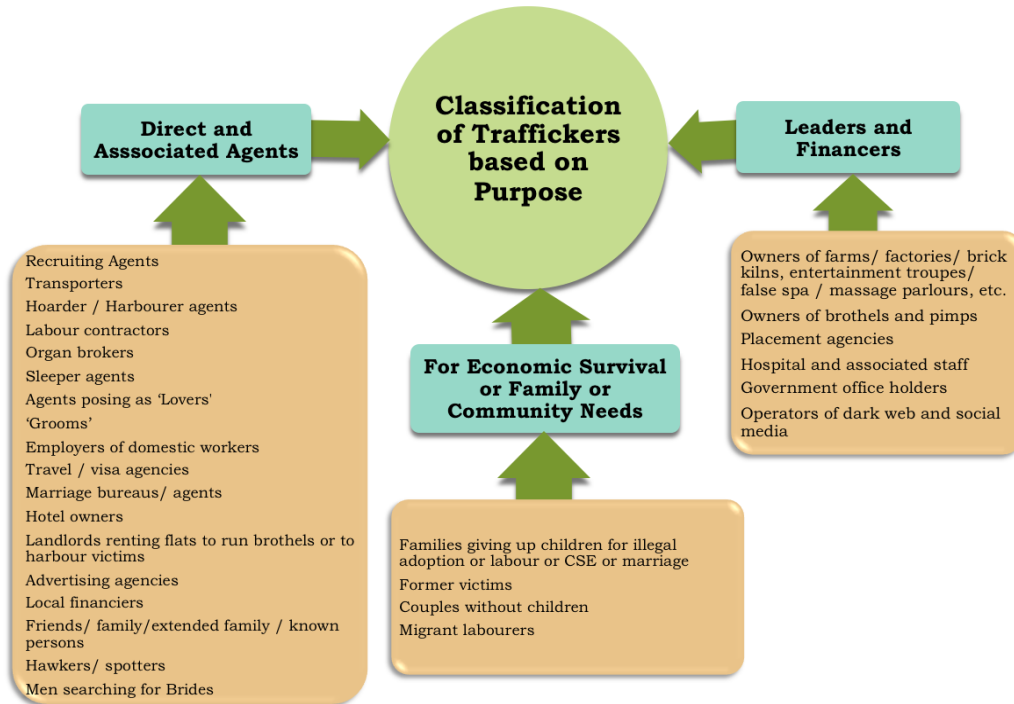 Classification
of Traffickers
based on
Purpose
Direct and
Asssociated Agents
Recruiting Agents
Transporters
Hoarder / Harbourer agents
Labour contractors
Organ brokers
Sleeper agents
Agents posing as ‘Lovers'
‘Grooms’
Employers of domestic workers
Travel / visa agencies
Marriage bureaus/ agents
Hotel owners
Landlords renting flats to run brothels or to
harbour victims
Advertising agencies
Local financiers
Friends/ family/extended family / known
persons
Hawkers/ spotters
Men searching for Brides
For Economic Survival
or Family or
Community Needs
Families giving up children for illegal
adoption or labour or CSE or marriage
Former victims
Couples without children
Migrant labourers
Leaders and
Financers
Owners of farms/ factories/ brick
kilns, entertainment troupes/
false spa / massage parlours, etc.
Owners of brothels and pimps
Placement agencies
Hospital and associated staff
Government office holders
Operators of dark web and social
media